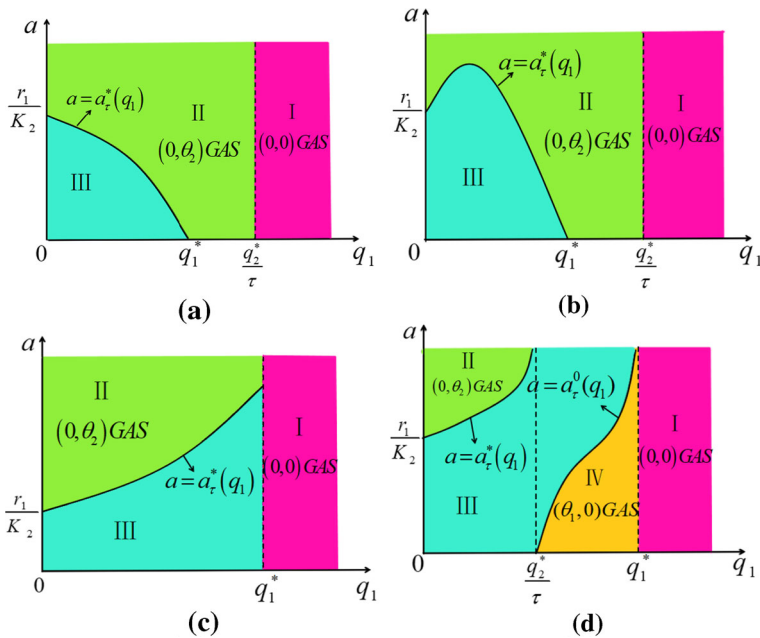 a
r₁
K₂
a=a*τ(q₁)
II
(0,θ₂)GAS
I
(0,0)GAS
III
0
q₁*
q₂*
τ
q₁
(a)
a
r₁
K₂
a=a*τ(q₁)
II
(0,θ₂)GAS
I
(0,0)GAS
III
0
q₁*
q₂*
τ
q₁
(b)
a
II
(0,θ₂)GAS
I
(0,0)GAS
a=a*τ(q₁)
r₁
K₂
III
0
q₁*
q₁
(c)
a
II
(0,θ₂)GAS
a=a⁰τ(q₁)
r₁
K₂
a=a*τ(q₁)
I
(0,0)GAS
III
IV
(θ₁,0)GAS
0
q₂*
τ
q₁*
q₁
(d)